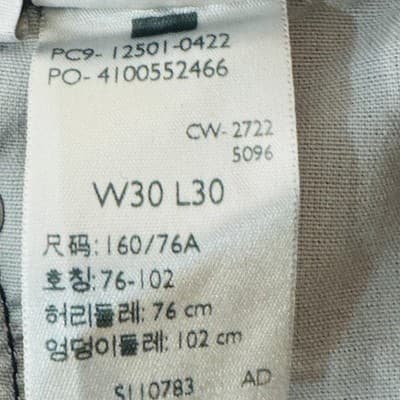 PC9- 12501-0422
PO- 4100552466
CW- 2722
5096
W30 L30
尺码: 160/76A
호칭: 76-102
허리둘레: 76 cm
엉덩이둘레: 102 cm
S110783 AD